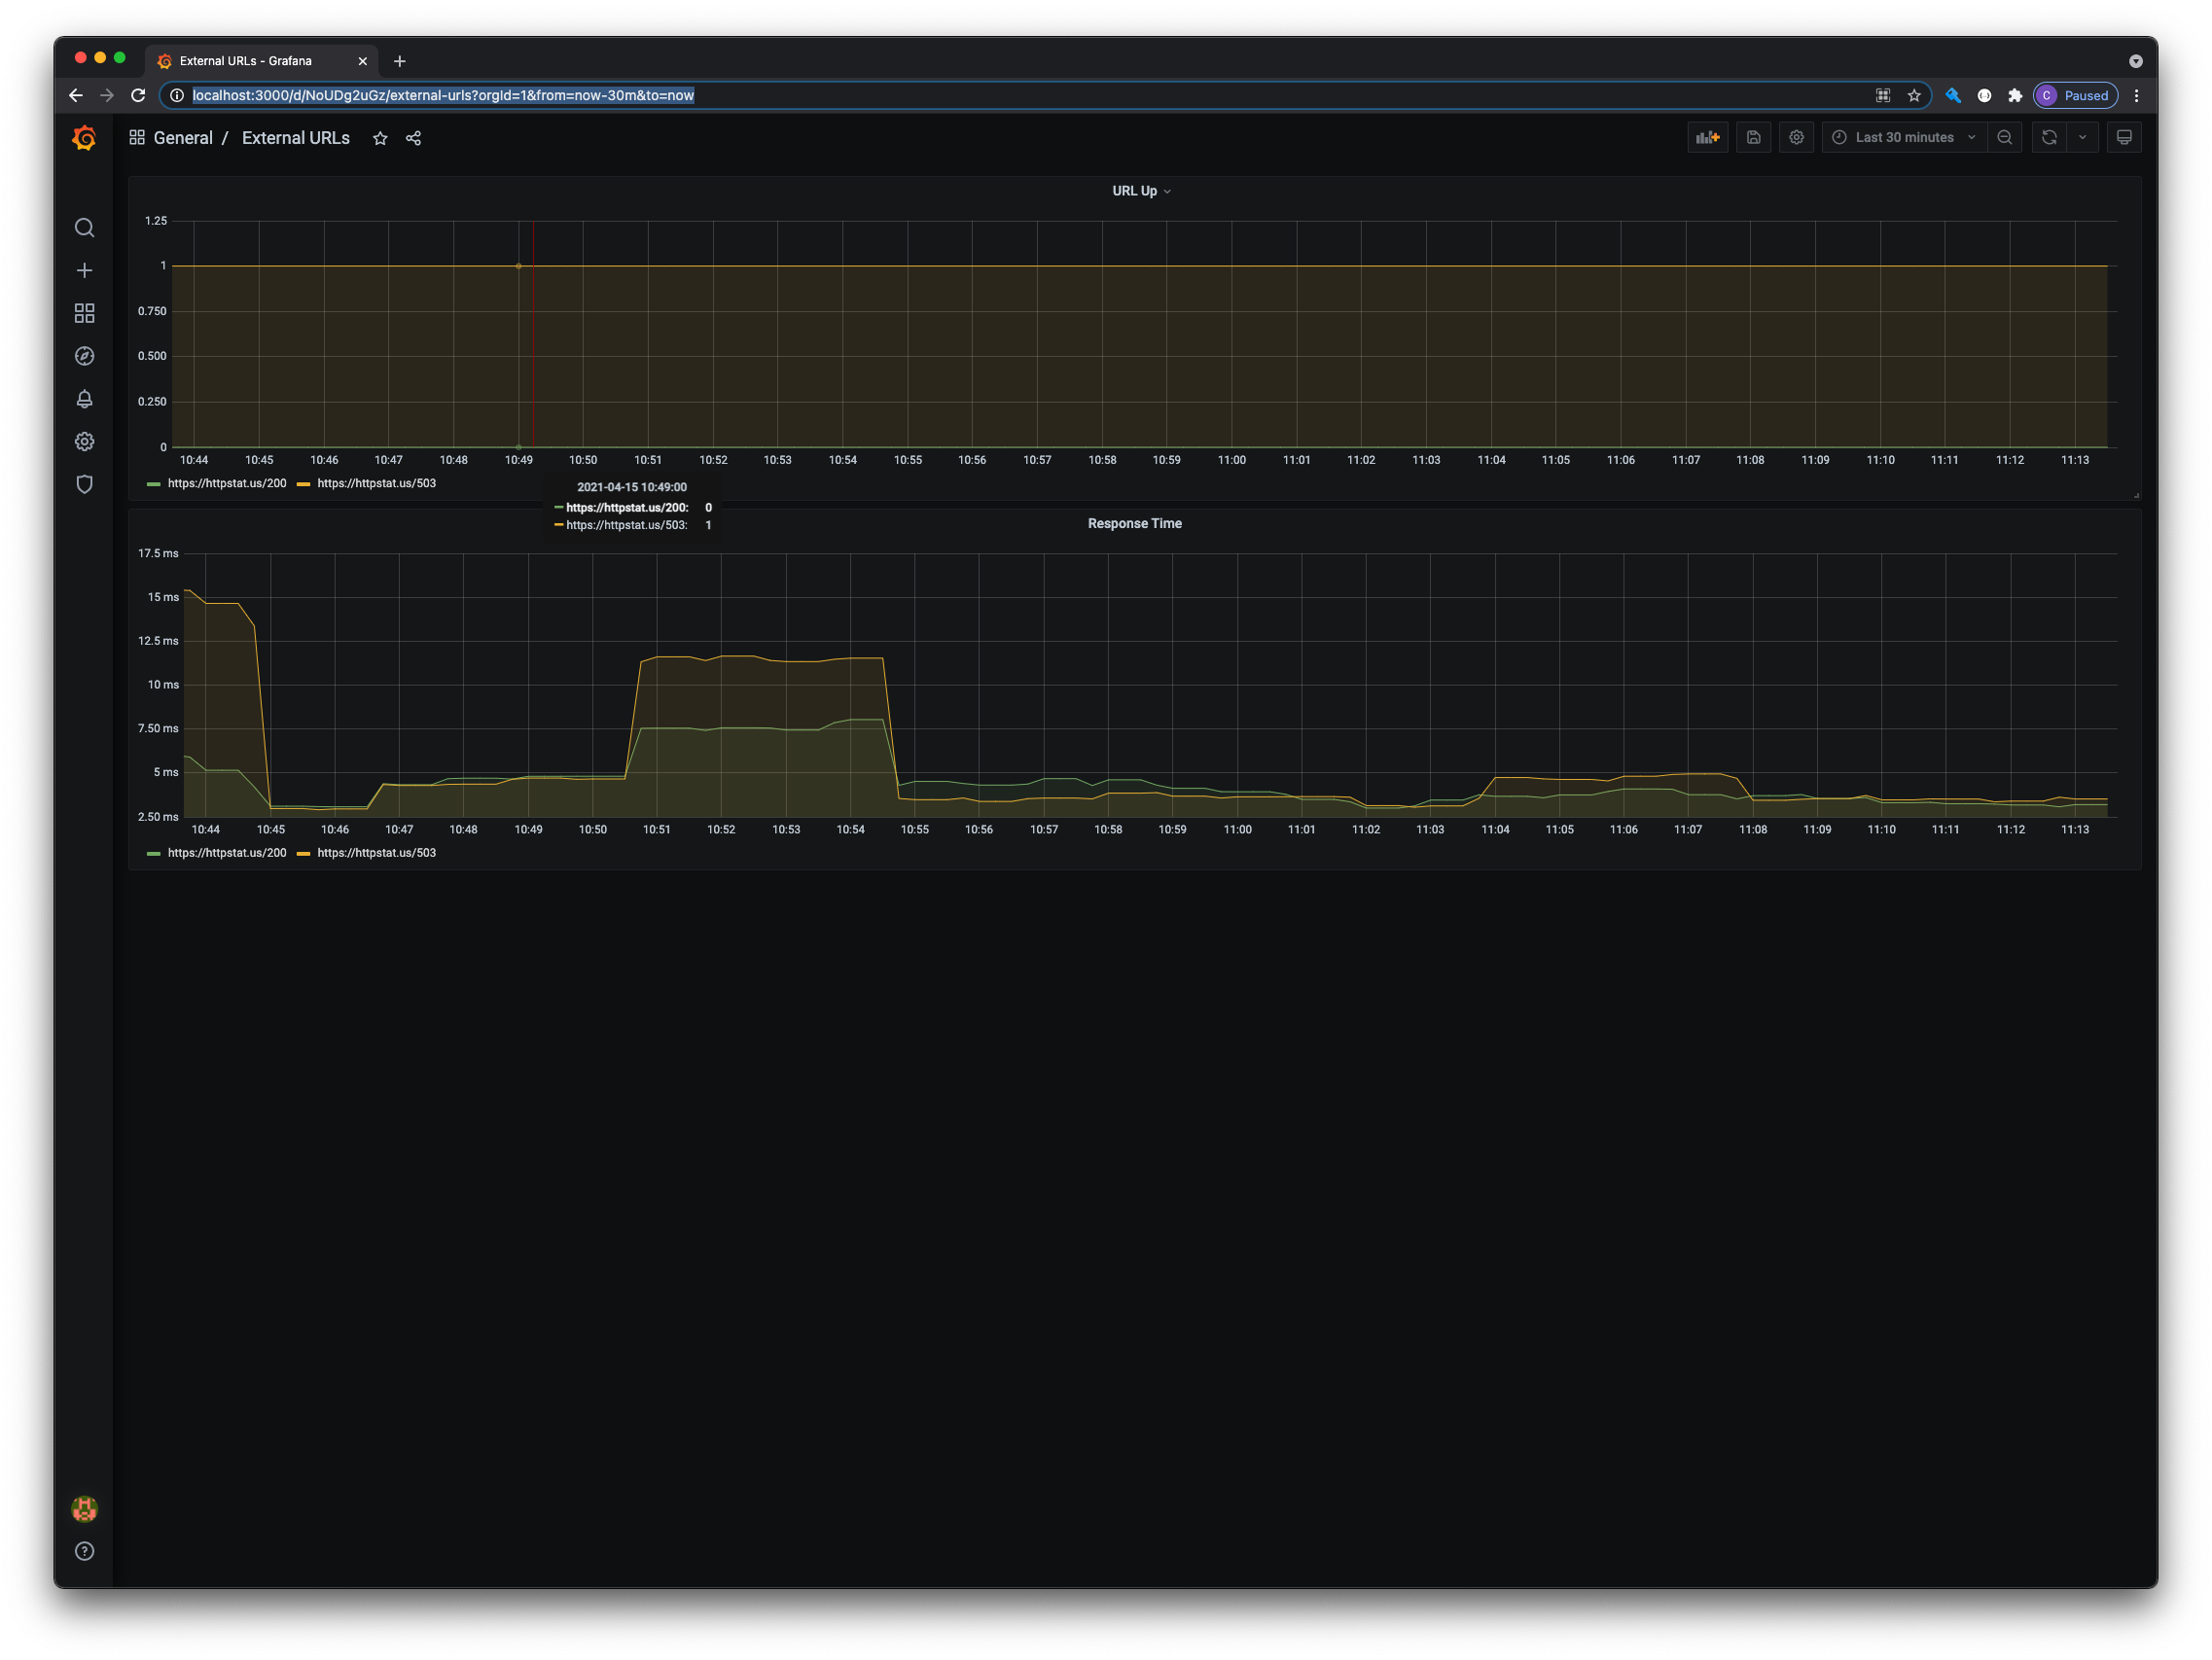 External URLs - Grafana
localhost:3000/d/NoUDg2uGz/external-urls?orgId=1&from=now-30m&to=now
C Paused
General / External URLs
Last 30 minutes
URL Up
1.25
1
0.750
0.500
0.250
0
10:44 10:45 10:46 10:47 10:48 10:49 10:50 10:51 10:52 10:53 10:54 10:55 10:56 10:57 10:58 10:59 11:00 11:01 11:02 11:03 11:04 11:05 11:06 11:07 11:08 11:09 11:10 11:11 11:12 11:13
https://httpstat.us/200 https://httpstat.us/503
2021-04-15 10:49:00
https://httpstat.us/200: 0
https://httpstat.us/503: 1
Response Time
17.5 ms
15 ms
12.5 ms
10 ms
7.50 ms
5 ms
2.50 ms
10:44 10:45 10:46 10:47 10:48 10:49 10:50 10:51 10:52 10:53 10:54 10:55 10:56 10:57 10:58 10:59 11:00 11:01 11:02 11:03 11:04 11:05 11:06 11:07 11:08 11:09 11:10 11:11 11:12 11:13
https://httpstat.us/200 https://httpstat.us/503